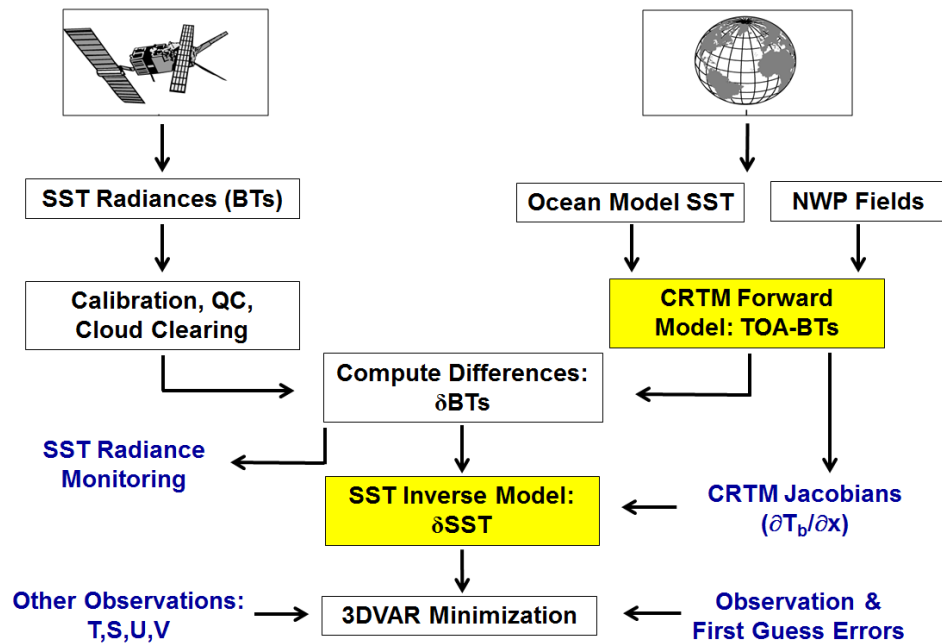 SST Radiances (BTs)
Ocean Model SST
NWP Fields
Calibration, QC,
Cloud Clearing
CRTM Forward
Model: TOA-BTs
Compute Differences:
δBTs
SST Radiance
Monitoring
SST Inverse Model:
δSST
CRTM Jacobians
(∂T_b/∂x)
Other Observations:
T,S,U,V
3DVAR Minimization
Observation &
First Guess Errors